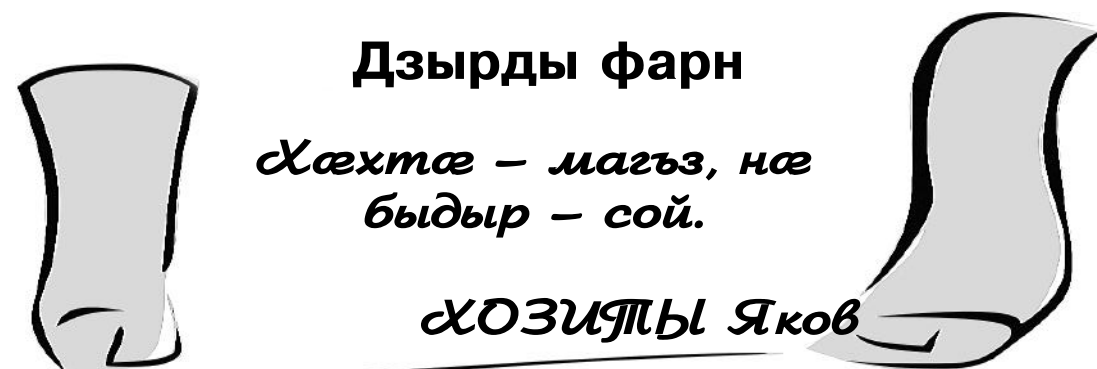 Дзырды фарн
Хæхтæ – магъз, нæ
быдыр – сой.
ХОЗИТЫ Яков